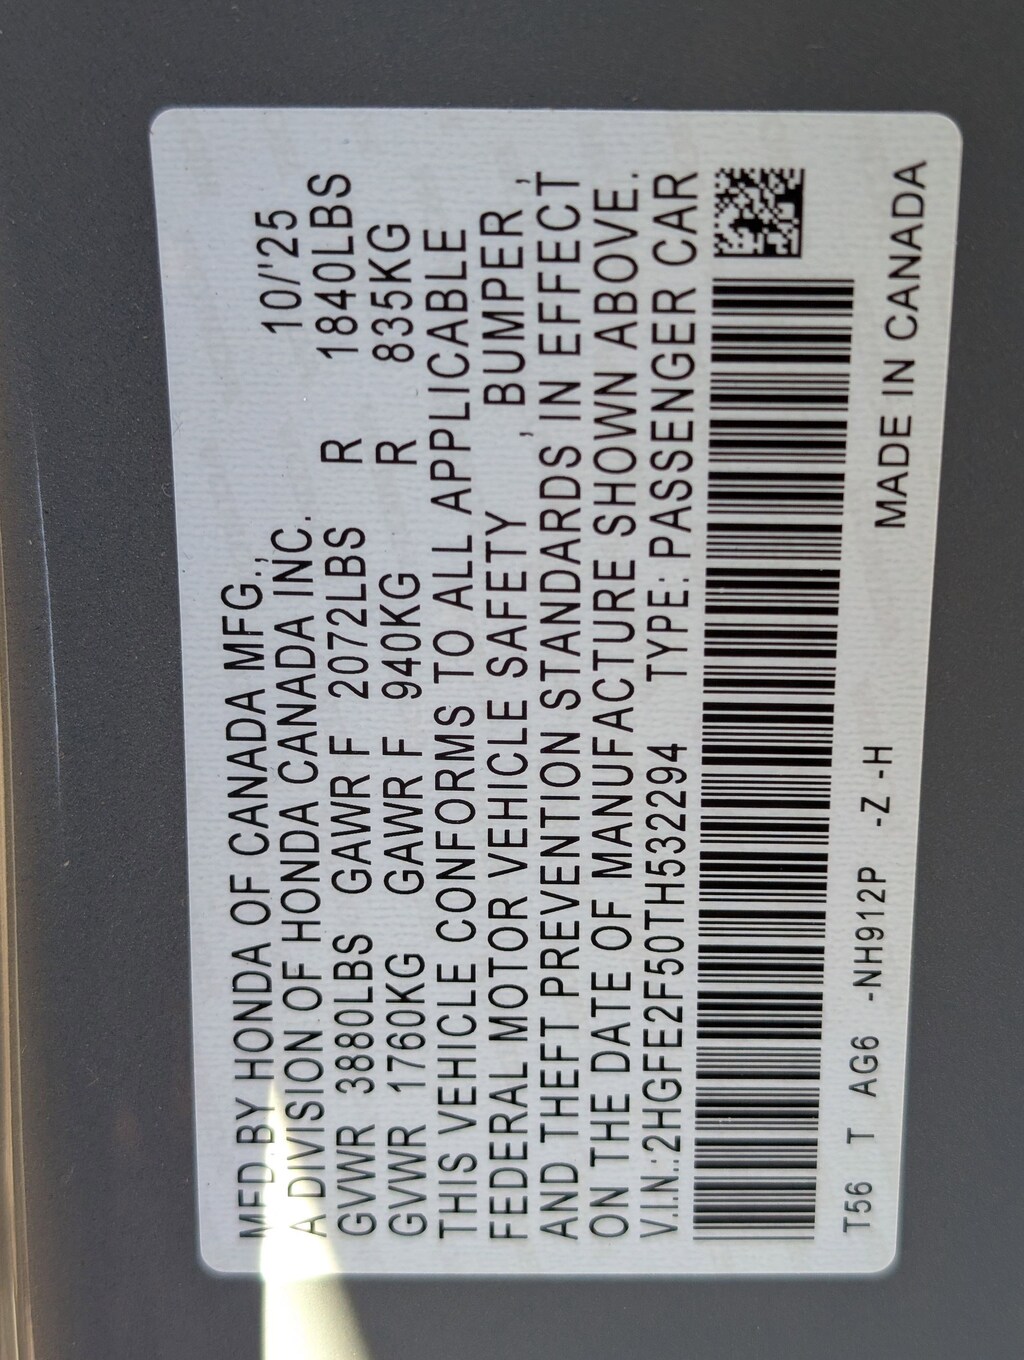 MFD BY HONDA OF CANADA MFG., 10/'25
A DIVISION OF HONDA CANADA INC.
GVWR 3880LBS GAWR F 2072LBS R 1840LBS
GVWR 1760KG GAWR F 940KG R 835KG
THIS VEHICLE CONFORMS TO ALL APPLICABLE
FEDERAL MOTOR VEHICLE SAFETY, BUMPER,
AND THEFT PREVENTION STANDARDS IN EFFECT
ON THE DATE OF MANUFACTURE SHOWN ABOVE.
V.I.N.:2HGFE2F50TH532294 TYPE: PASSENGER CAR
T56 T AG6 -NH912P -Z -H MADE IN CANADA